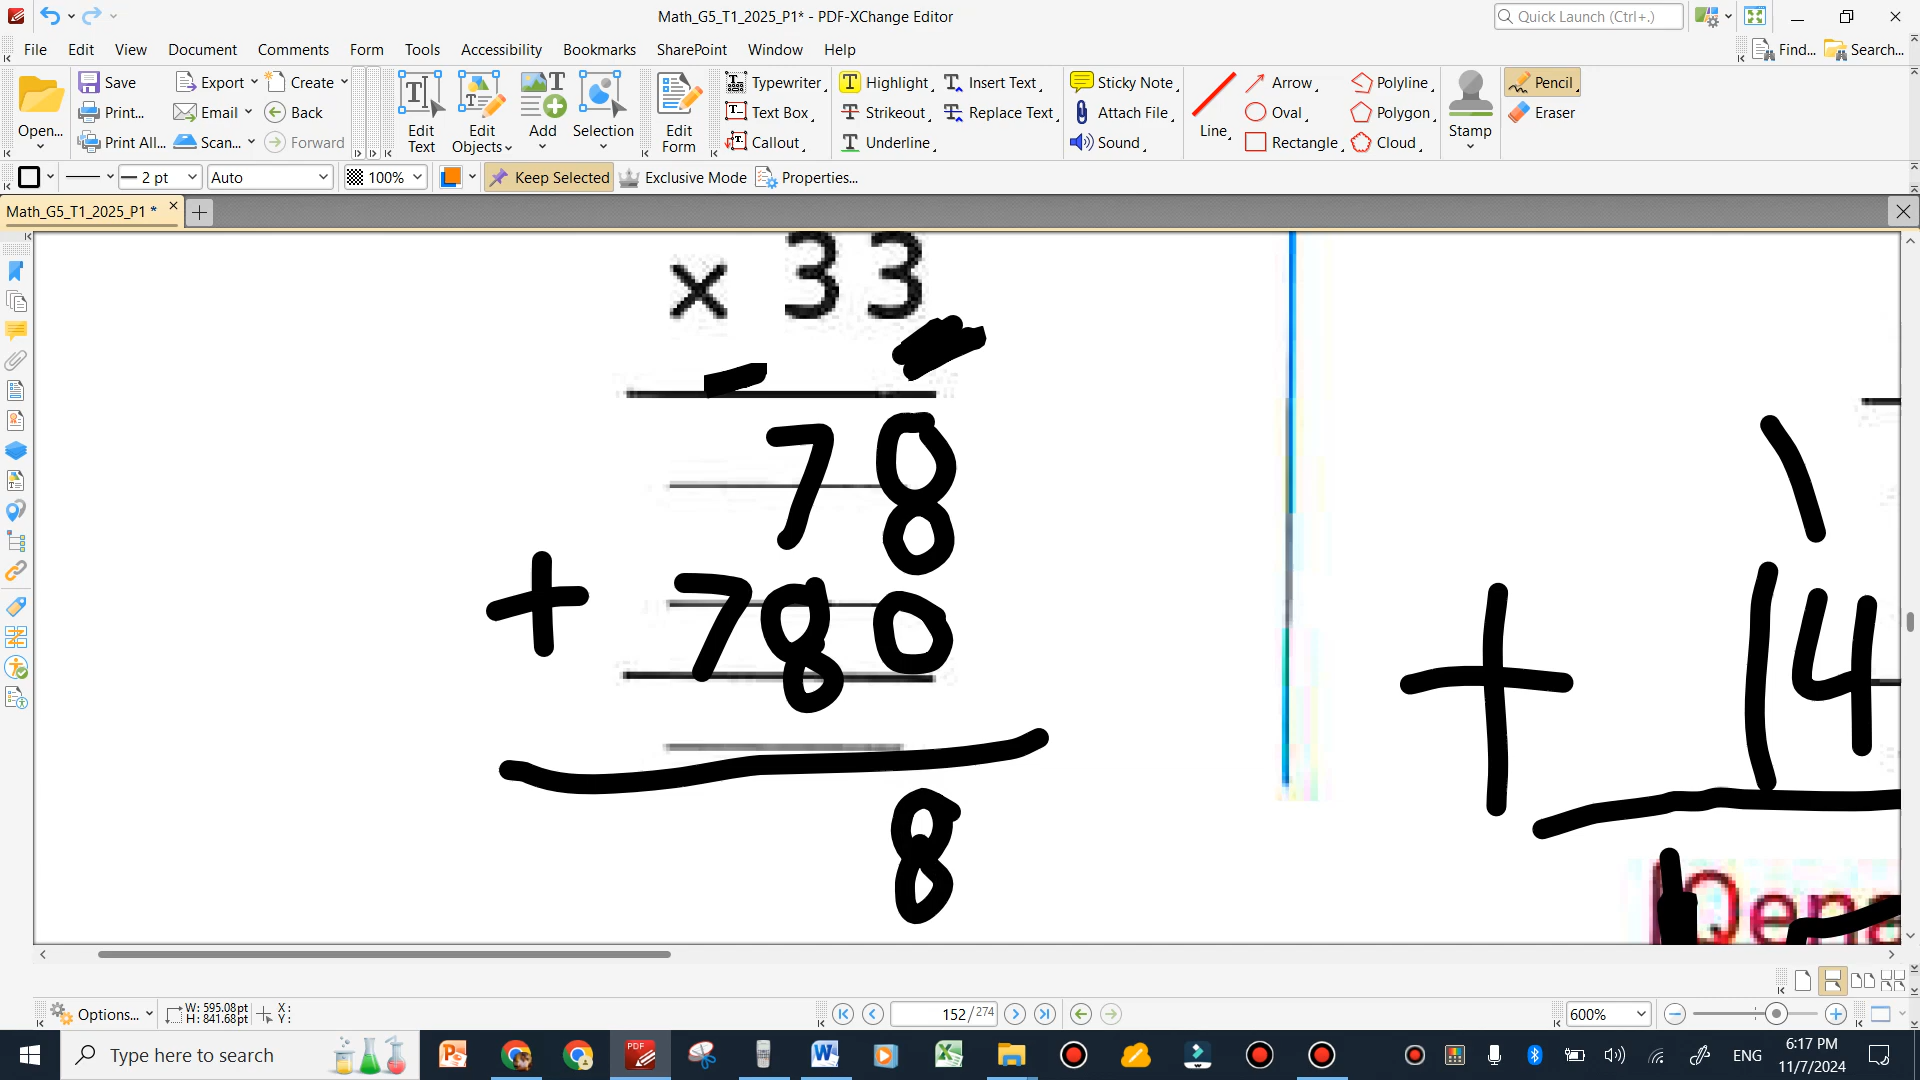 Math_G5_T1_2025_P1* - PDF-XChange Editor
Quick Launch (Ctrl+.)
File Edit View Document Comments Form Tools Accessibility Bookmarks SharePoint Window Help
Find... Search...
Open... Save Print... Print All... Export Email Scan... Create Back Forward
Edit Text Edit Objects Add Selection Edit Form
Typewriter Text Box Callout Highlight Strikeout Underline Insert Text Replace Text
Sticky Note Attach File Sound Line Arrow Oval Rectangle Polyline Polygon Cloud Stamp Pencil Eraser
2 pt Auto 100% Keep Selected Exclusive Mode Properties...
Math_G5_T1_2025_P1 *
× 33
78
+ 780
8
+ 14
Qena
Options... W: 595.08pt H: 841.68pt X: Y: 152 / 274 600%
Type here to search
ENG 6:17 PM 11/7/2024